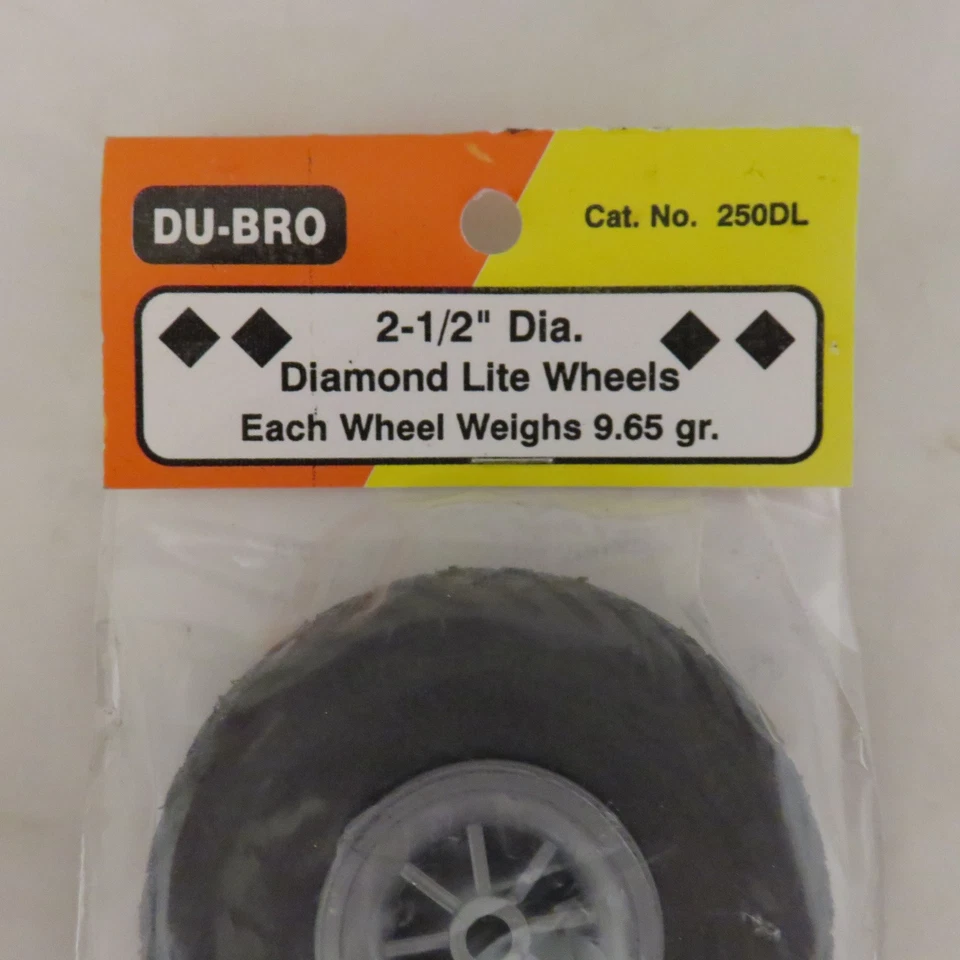 DU-BRO
Cat. No. 250DL
2-1/2" Dia.
Diamond Lite Wheels
Each Wheel Weighs 9.65 gr.